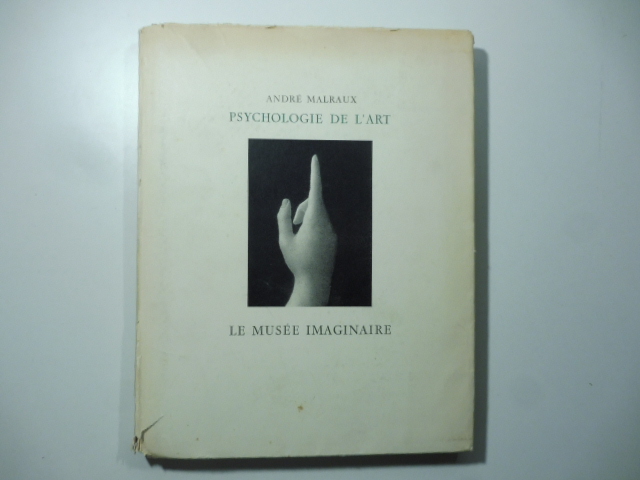 ANDRÉ MALRAUX
PSYCHOLOGIE DE L'ART
LE MUSÉE IMAGINAIRE